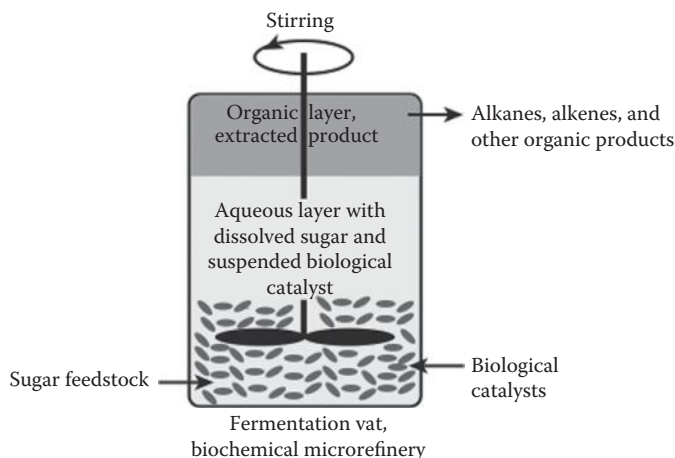 Stirring
Organic layer,
extracted product
Alkanes, alkenes, and
other organic products
Aqueous layer with
dissolved sugar and
suspended biological
catalyst
Sugar feedstock
Biological
catalysts
Fermentation vat,
biochemical microrefinery